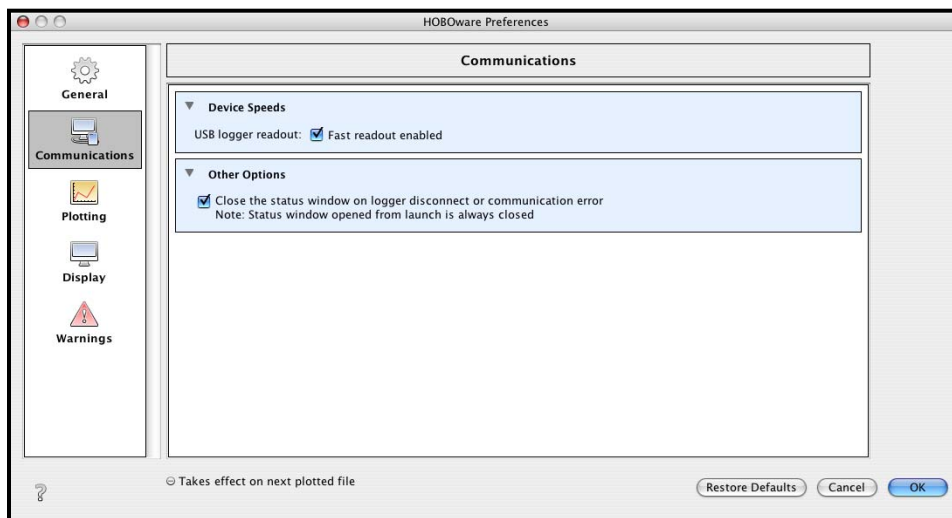 HOBOware Preferences
General
Communications
Plotting
Display
Warnings
Communications
Device Speeds
USB logger readout: Fast readout enabled
Other Options
Close the status window on logger disconnect or communication error
Note: Status window opened from launch is always closed
? Takes effect on next plotted file
Restore Defaults Cancel OK